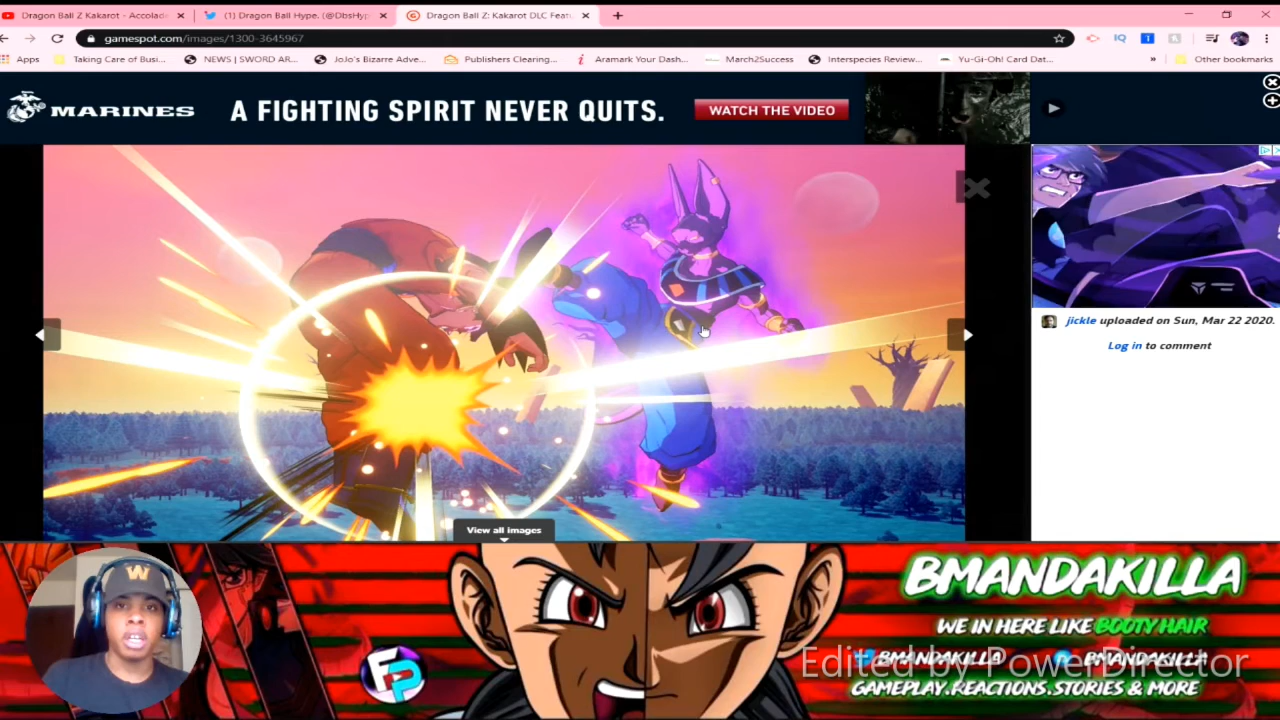 Dragon Ball Z Kakarot - Accolad
(1) Dragon Ball Hype. (@DbsHyp
Dragon Ball Z: Kakarot DLC Feat
gamespot.com/images/1300-3645967
IQ
Apps
Taking Care of Busi...
NEWS | SWORD AR...
JoJo's Bizarre Adve...
Publishers Clearing...
Aramark Your Dash...
March2Success
Interspecies Review...
Yu-Gi-Oh! Card Dat...
»
Other bookmarks
MARINES
A FIGHTING SPIRIT NEVER QUITS.
WATCH THE VIDEO
jickle uploaded on Sun, Mar 22 2020.
Log in to comment
View all images
W
FP
BMANDAKILLA
WE IN HERE LIKE BOOTY HAIR
BMANDAKILLA
BMANDAKILLA
Edited by PowerDirector
GAMEPLAY.REACTIONS.STORIES & MORE